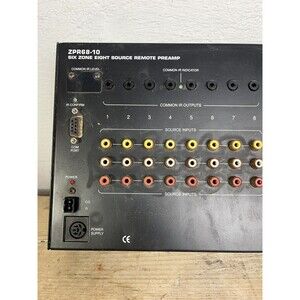 ZPR68-10
SIX ZONE EIGHT SOURCE REMOTE PREAMP
COMMON IR LEVEL
COMMON IR INDICATOR
IR CONFIRM
COMMON IR OUTPUTS
1 2 3 4 5 6 7 8
SOURCE INPUTS
COM PORT
POWER
SOURCE INPUTS
POWER
SUPPLY
CE